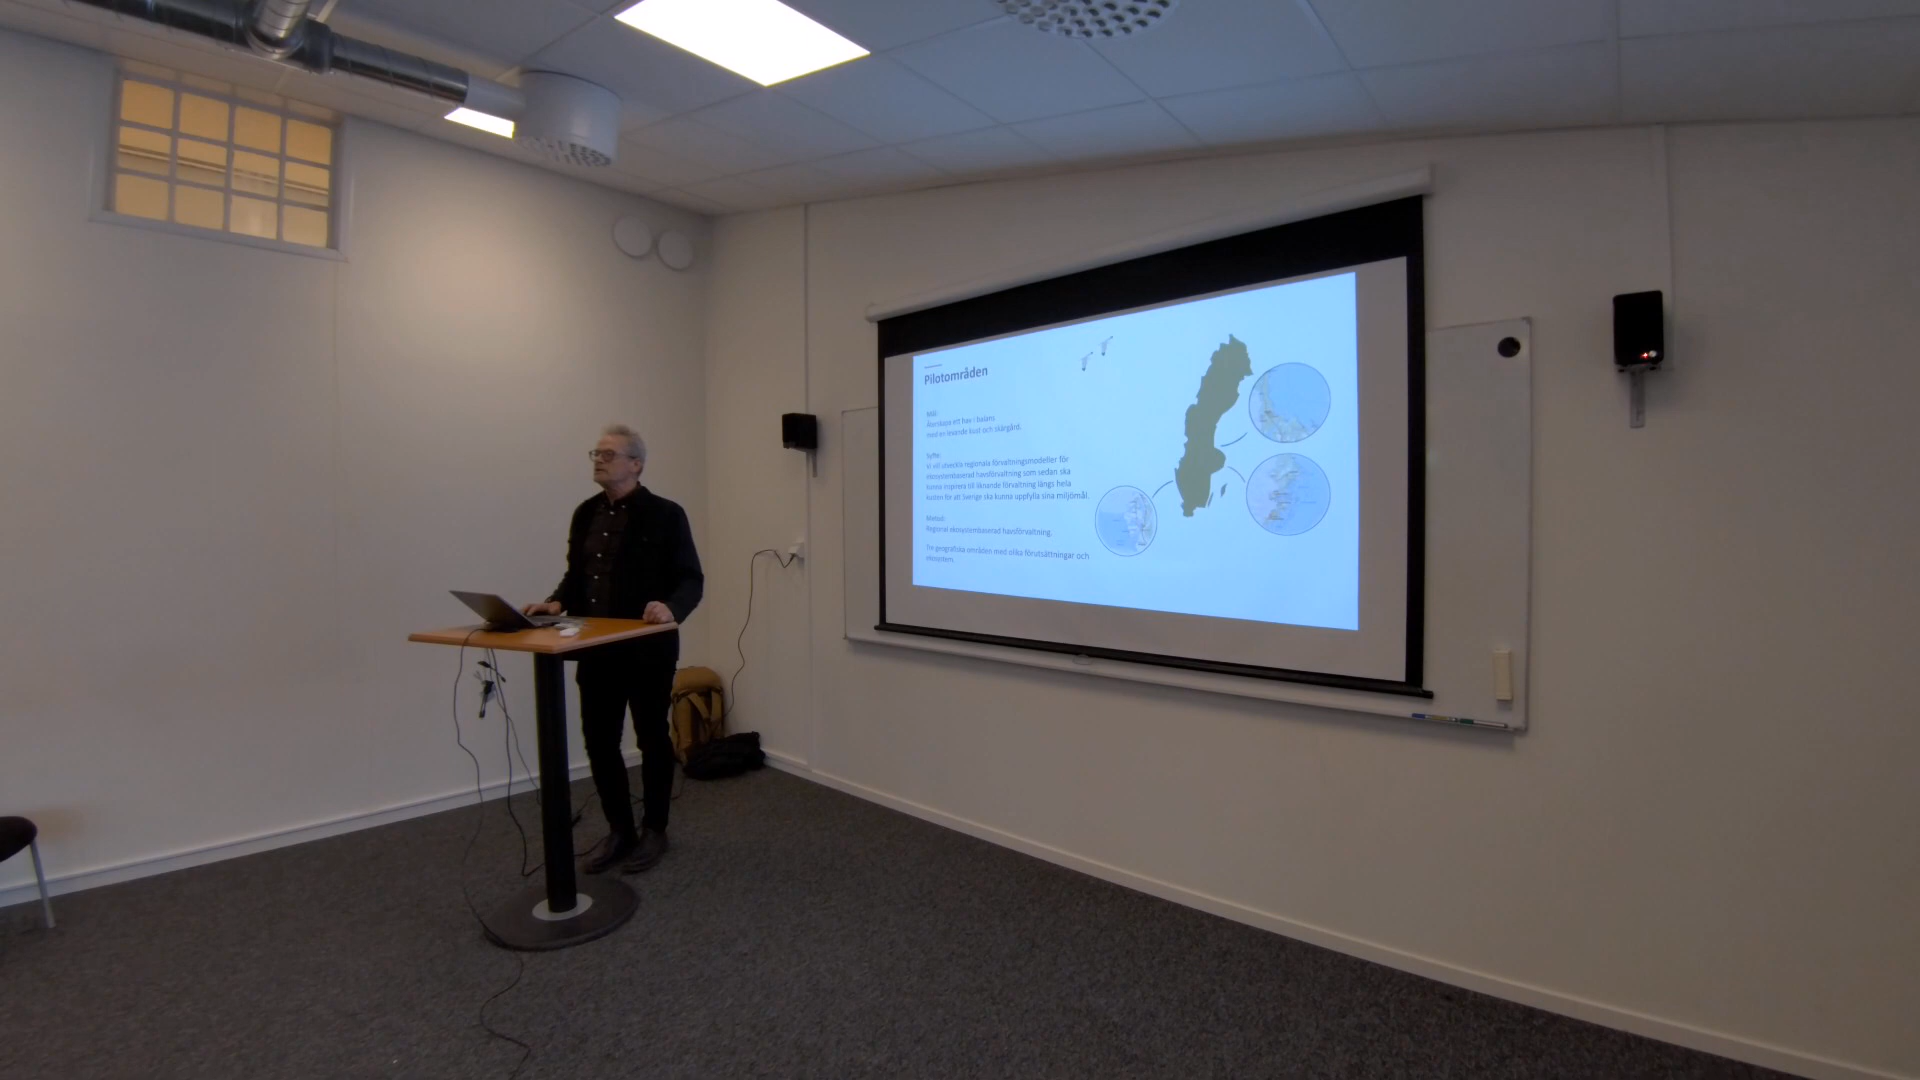 Pilotområden
Mål:
Återskapa ett hav i balans
med en levande kust och skärgård.
Syfte:
Vi vill utveckla regionala förvaltningsmodeller för
ekosystembaserad havsförvaltning som sedan ska
kunna inspirera till liknande förvaltning längs hela
kusten för att Sverige ska kunna uppfylla sina miljömål.
Metod:
Regional ekosystembaserad havsförvaltning.
Tre geografiska områden med olika förutsättningar och
ekosystem.